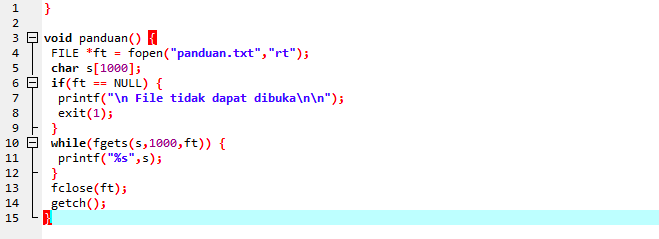 1 }
2
3 void panduan() {
4 FILE *ft = fopen("panduan.txt","rt");
5 char s[1000];
6 if(ft == NULL) {
7 printf("\n File tidak dapat dibuka\n\n");
8 exit(1);
9 }
10 while(fgets(s,1000,ft)) {
11 printf("%s",s);
12 }
13 fclose(ft);
14 getch();
15 }